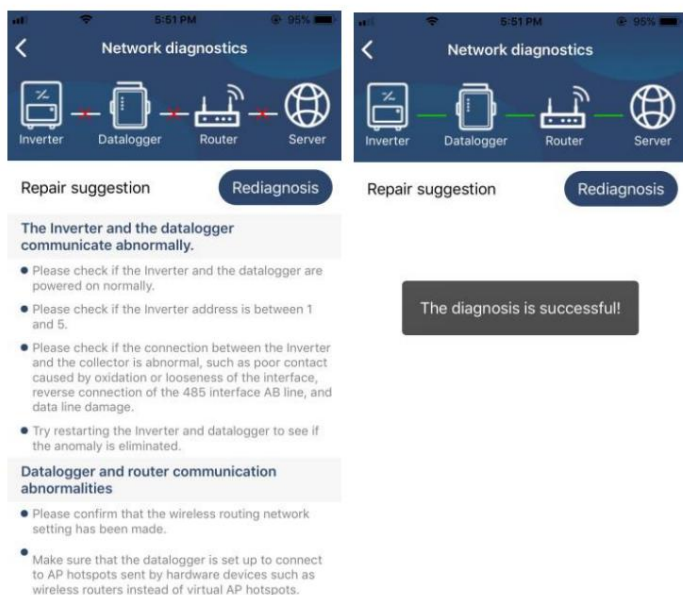 5:51 PM
95%
Network diagnostics
Inverter
Datalogger
Router
Server
Repair suggestion
Rediagnosis
The Inverter and the datalogger
communicate abnormally.
Please check if the Inverter and the datalogger are
powered on normally.
Please check if the Inverter address is between 1
and 5.
Please check if the connection between the Inverter
and the collector is abnormal, such as poor contact
caused by oxidation or looseness of the interface,
reverse connection of the 485 interface AB line, and
data line damage.
Try restarting the Inverter and datalogger to see if
the anomaly is eliminated.
Datalogger and router communication
abnormalities
Please confirm that the wireless routing network
setting has been made.
Make sure that the datalogger is set up to connect
to AP hotspots sent by hardware devices such as
wireless routers instead of virtual AP hotspots.
5:51 PM
95%
Network diagnostics
Inverter
Datalogger
Router
Server
Repair suggestion
Rediagnosis
The diagnosis is successful!